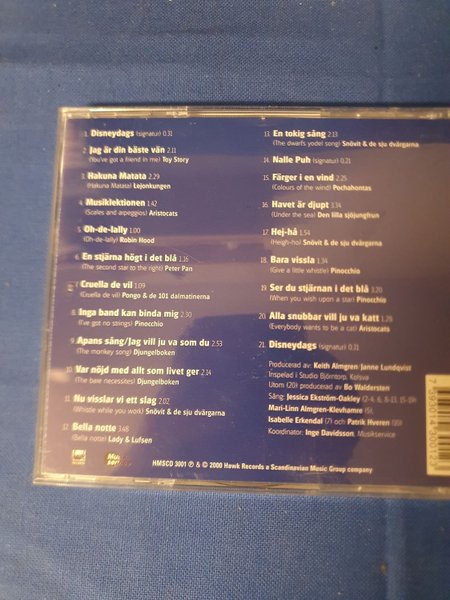 1. Disneydags (signatur) 0.31
2. Jag är din bäste vän 2.11
(You've got a friend in me) Toy Story
3. Hakuna Matata 2.29
(Hakuna Matata) Lejonkungen
4. Musiklektionen 1.42
(Scales and arpeggios) Aristocats
5. Oh-de-lally 1.00
(Oh-de-lally) Robin Hood
6. En stjärna högt i det blå 1.16
(The second star to the right) Peter Pan
7. Cruella de vil 1.09
(Cruella de vil) Pongo & de 101 dalmatinerna
8. Inga band kan binda mig 2.30
(I've got no strings) Pinocchio
9. Apans sång/Jag vill ju va som du 2.53
(The monkey song) Djungelboken
10. Var nöjd med allt som livet ger 2.14
(The bare necessities) Djungelboken
11. Nu visslar vi ett slag 2.02
(Whistle while you work) Snövit & de sju dvärgarna
12. Bella notte 3.48
(Bella notte) Lady & Lufsen
13. En tokig sång 2.13
(The dwarfs yodel song) Snövit & de sju dvärgarna
14. Nalle Puh (signatur) 0.21
15. Färger i en vind 2.25
(Colours of the wind) Pochahontas
16. Havet är djupt 1.34
(Under the sea) Den lilla sjöjungfrun
17. Hej-hå 1.54
(Heigh-ho) Snövit & de sju dvärgarna
18. Bara vissla 1.34
(Give a little whistle) Pinocchio
19. Ser du stjärnan i det blå 1.20
(When you wish upon a star) Pinocchio
20. Alla snubbar vill ju va katt
(Everybody wants to be a cat) Aristocats
21. Disneydags (signatur) 0.21
Producerad av: Keith Almgren/Janne Lundqvist
Inspelad i Studio Björntorp, Kolsva
Utom (20) producerad av Bo Waldersten
Sång: Jessica Ekström-Oakley
Mari-Linn Almgren-Klevhamre (5),
Isabelle Erkendal (7) och Patrik Hveren (20)
Koordinator: Inge Davidsson, Musikservice
HMSCD 3001 ℗ & © 2000 Hawk Records a Scandinavian Music Group company